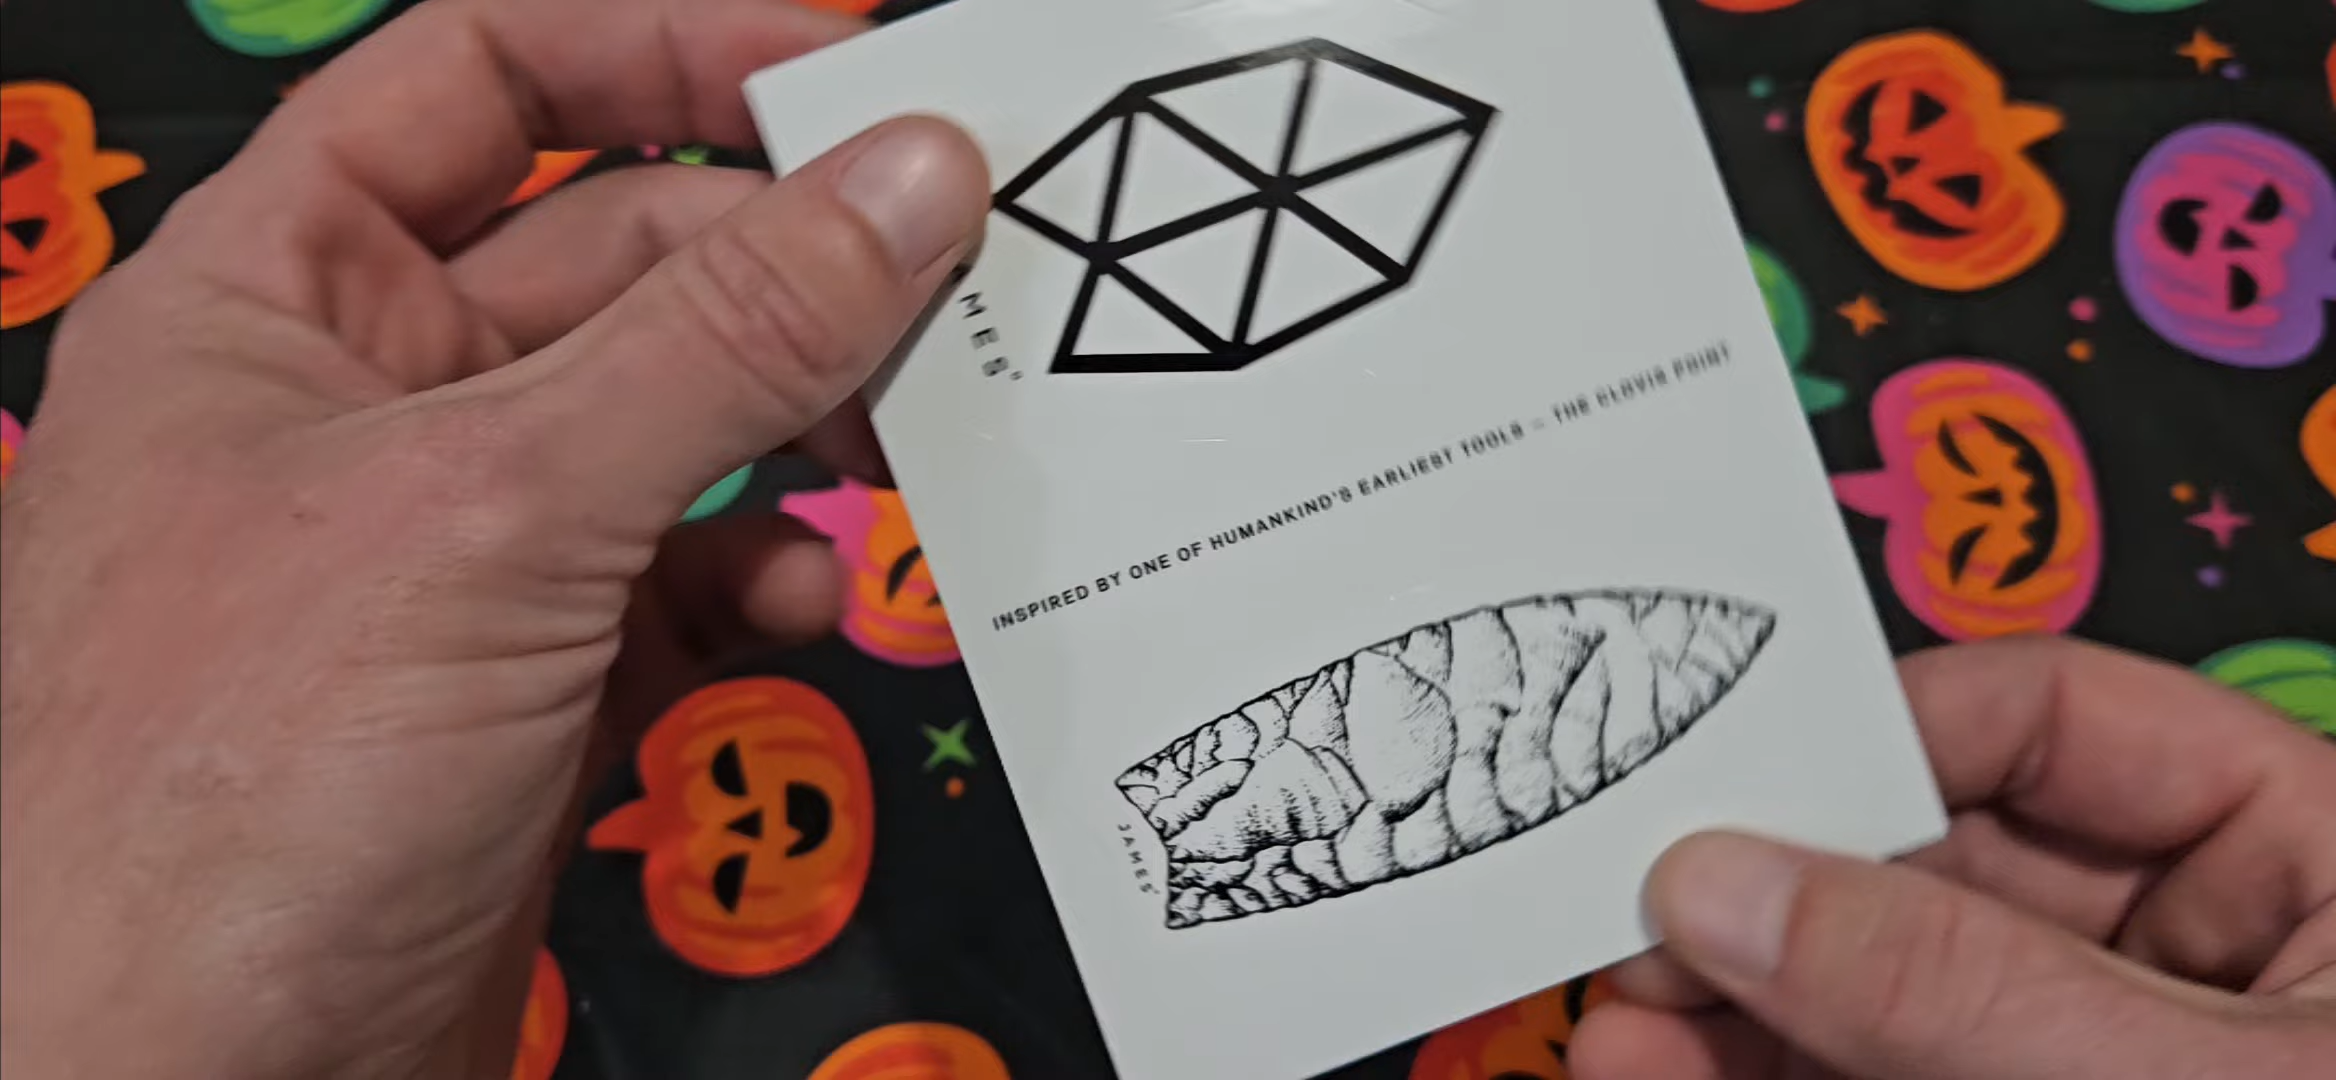 MES®
INSPIRED BY ONE OF HUMANKIND'S EARLIEST TOOLS – THE CLOVIS POINT
JAMES®